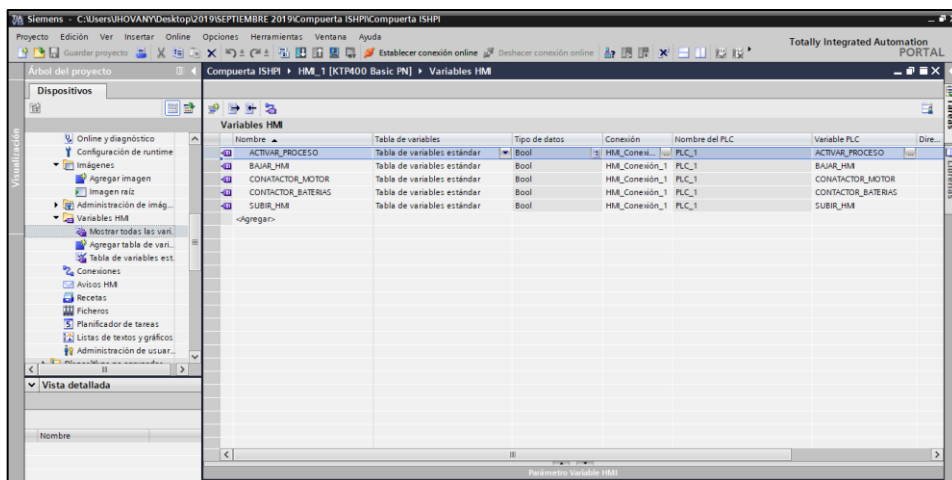 Siemens - C:\Users\JHOVANY\Desktop\2019\SEPTIEMBRE 2019\Compuerta ISHPI\Compuerta ISHPI
Proyecto Edición Ver Insertar Online Opciones Herramientas Ventana Ayuda
Totally Integrated Automation
PORTAL
Guardar proyecto Establecer conexión online Deshacer conexión online
Árbol del proyecto
Compuerta ISHPI ▸ HMI_1 [KTP400 Basic PN] ▸ Variables HMI
Dispositivos
Visualización
Online y diagnóstico
Configuración de runtime
Imágenes
Agregar imagen
Imagen raíz
Administración de imág...
Variables HMI
Mostrar todas las vari...
Agregar tabla de vari...
Tabla de variables est...
Conexiones
Avisos HMI
Recetas
Ficheros
Planificador de tareas
Listas de textos y gráficos
Administración de usuar...
Vista detallada
Nombre
Variables HMI
Nombre Tabla de variables Tipo de datos Conexión Nombre del PLC Variable PLC Dire...
ACTIVAR_PROCESO Tabla de variables estándar Bool HMI_Conexi... PLC_1 ACTIVAR_PROCESO
BAJAR_HMI Tabla de variables estándar Bool HMI_Conexión_1 PLC_1 BAJAR_HMI
CONATACTOR_MOTOR Tabla de variables estándar Bool HMI_Conexión_1 PLC_1 CONATACTOR_MOTOR
CONTACTOR_BATERIAS Tabla de variables estándar Bool HMI_Conexión_1 PLC_1 CONTACTOR_BATERIAS
SUBIR_HMI Tabla de variables estándar Bool HMI_Conexión_1 PLC_1 SUBIR_HMI
<Agregar>
Parámetro Variable HMI
Tareas
Librerías